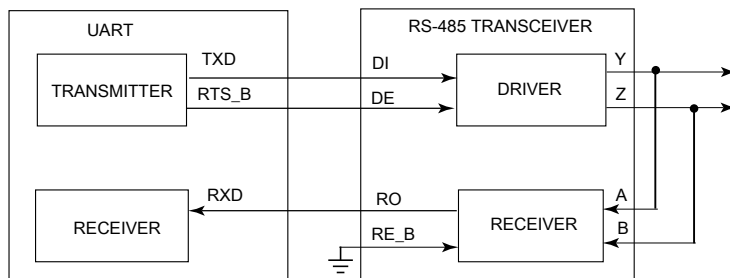 UART
RS-485 TRANSCEIVER
TXD
DI
Y
TRANSMITTER
DRIVER
RTS_B
DE
Z
RXD
RO
A
RECEIVER
RECEIVER
RE_B
B